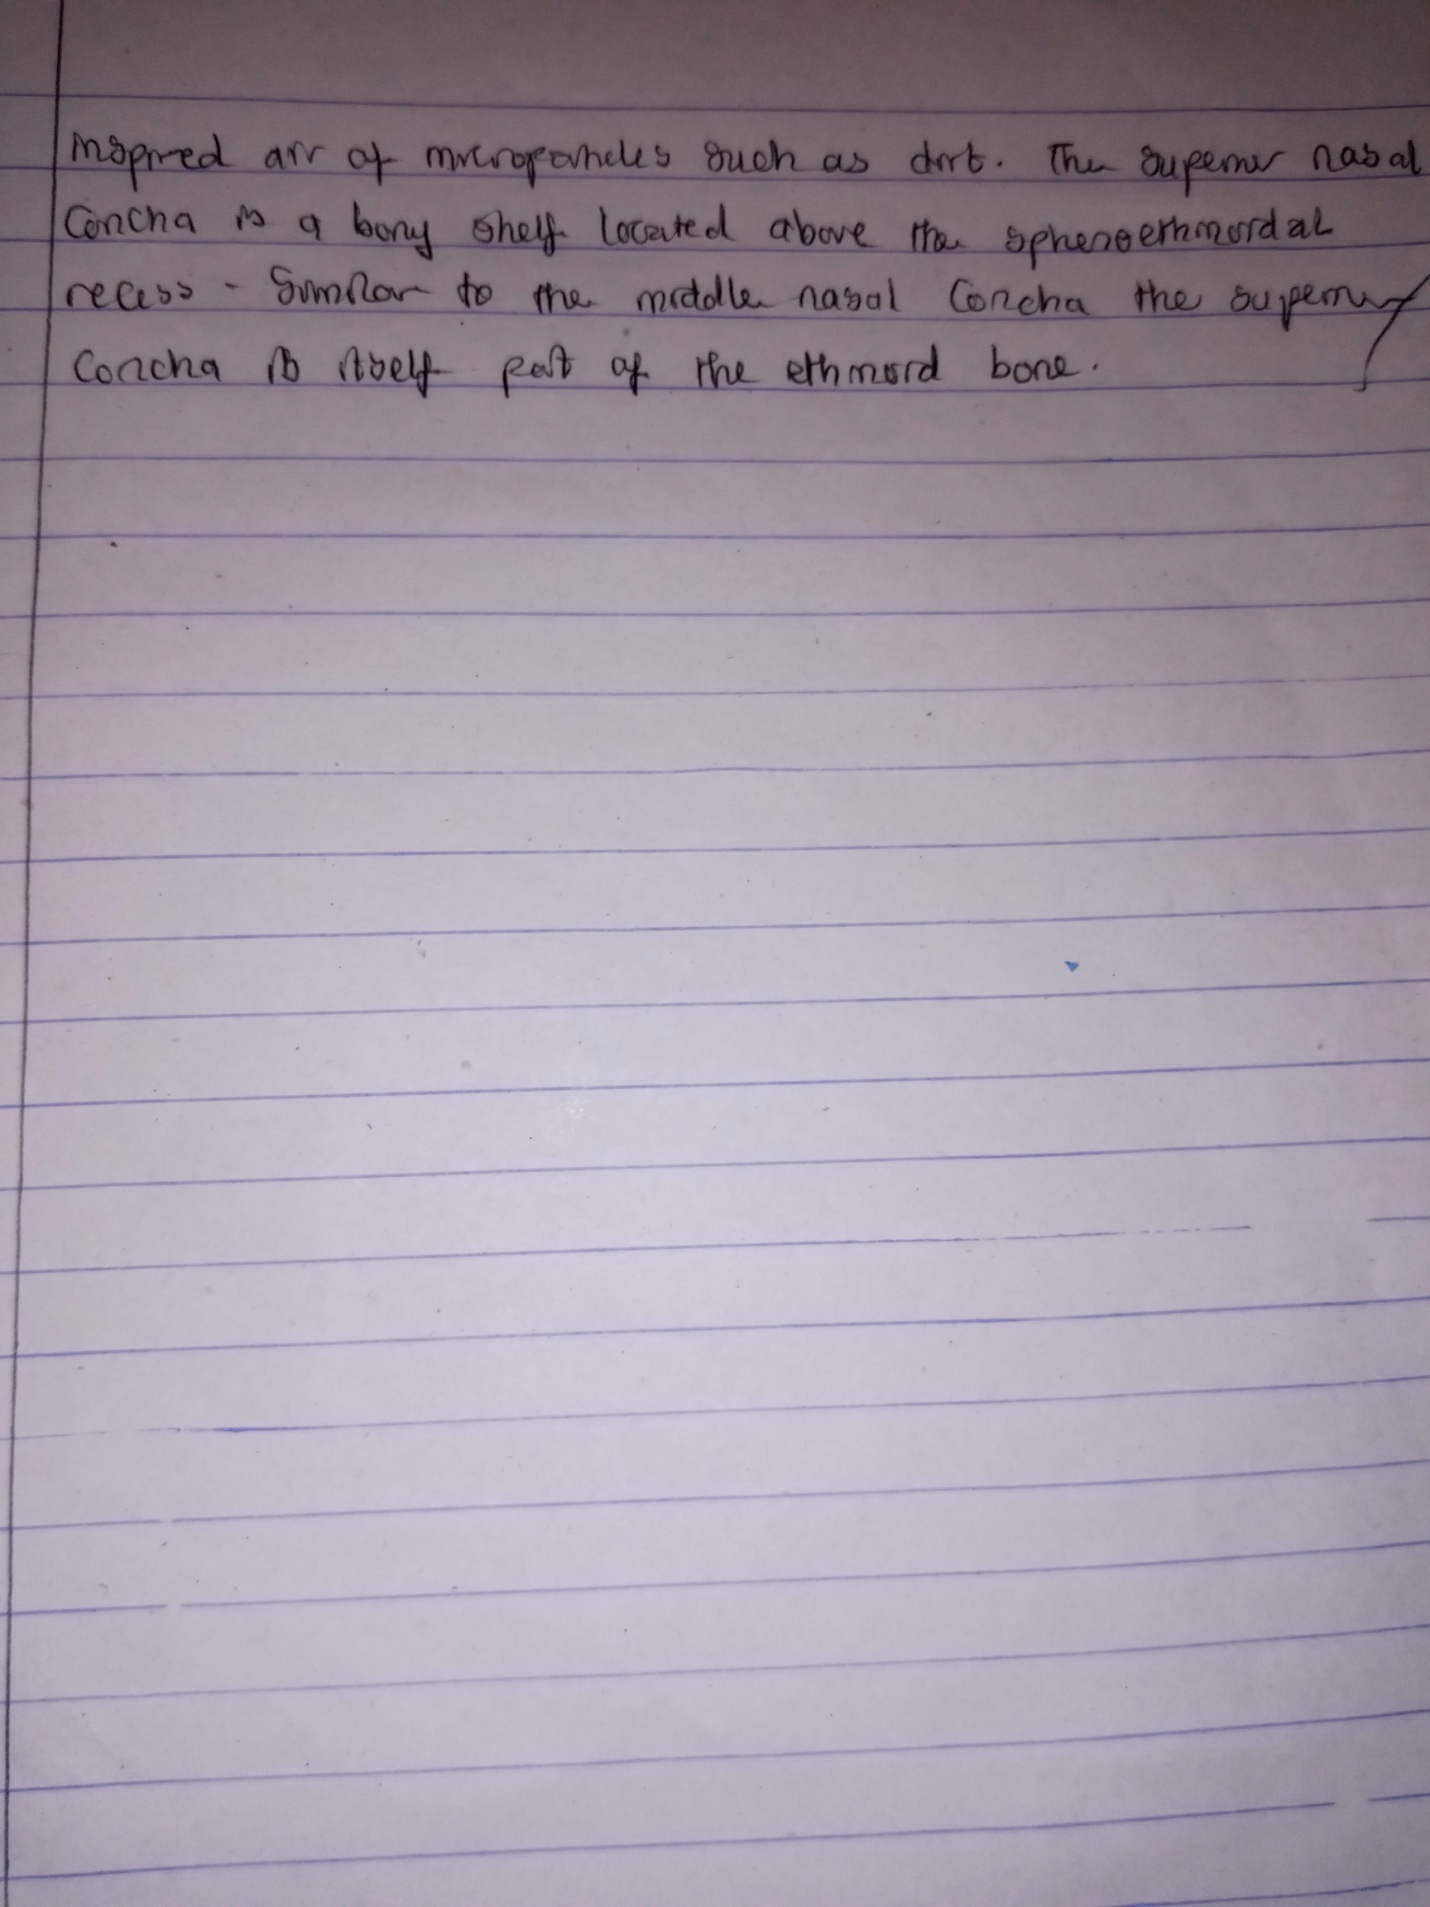 inspired air of microparticles such as dirt. The superior nasal
Concha is a bony shelf located above the sphenoethmoidal
recess - Similar to the middle nasal Concha the superior
Concha is itself part of the ethmoid bone.